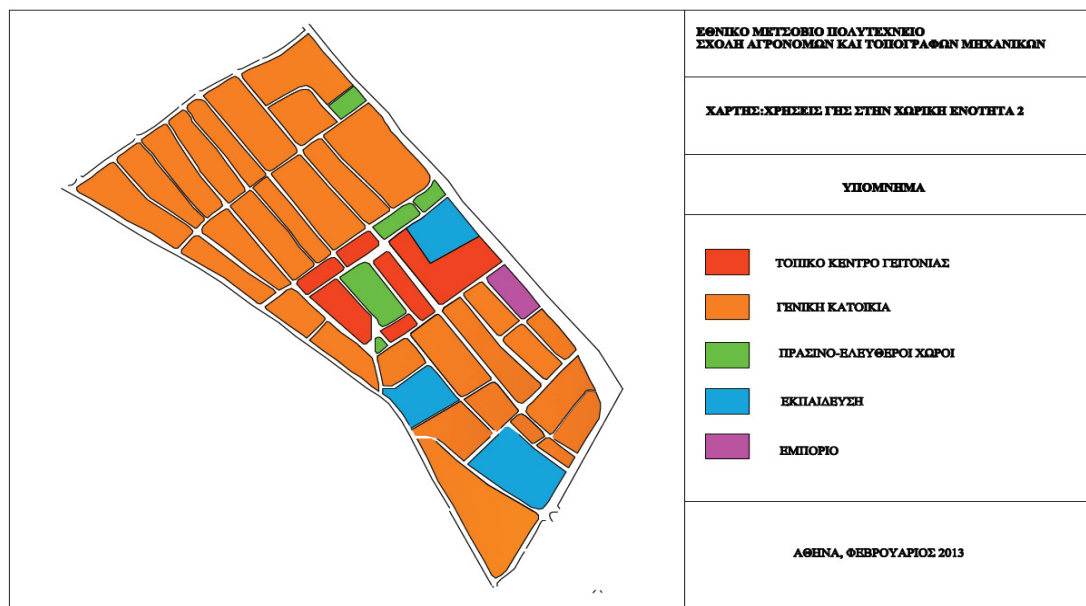 ΕΘΝΙΚΟ ΜΕΤΣΟΒΙΟ ΠΟΛΥΤΕΧΝΕΙΟ
ΣΧΟΛΗ ΑΓΡΟΝΟΜΩΝ ΚΑΙ ΤΟΠΟΓΡΑΦΩΝ ΜΗΧΑΝΙΚΩΝ
ΧΑΡΤΗΣ:ΧΡΗΣΕΙΣ ΓΗΣ ΣΤΗΝ ΧΩΡΙΚΗ ΕΝΟΤΗΤΑ 2
ΥΠΟΜΝΗΜΑ
ΤΟΠΙΚΟ ΚΕΝΤΡΟ ΓΕΙΤΟΝΙΑΣ
ΓΕΝΙΚΗ ΚΑΤΟΙΚΙΑ
ΠΡΑΣΙΝΟ-ΕΛΕΥΘΕΡΟΙ ΧΩΡΟΙ
ΕΚΠΑΙΔΕΥΣΗ
ΕΜΠΟΡΙΟ
ΑΘΗΝΑ, ΦΕΒΡΟΥΑΡΙΟΣ 2013